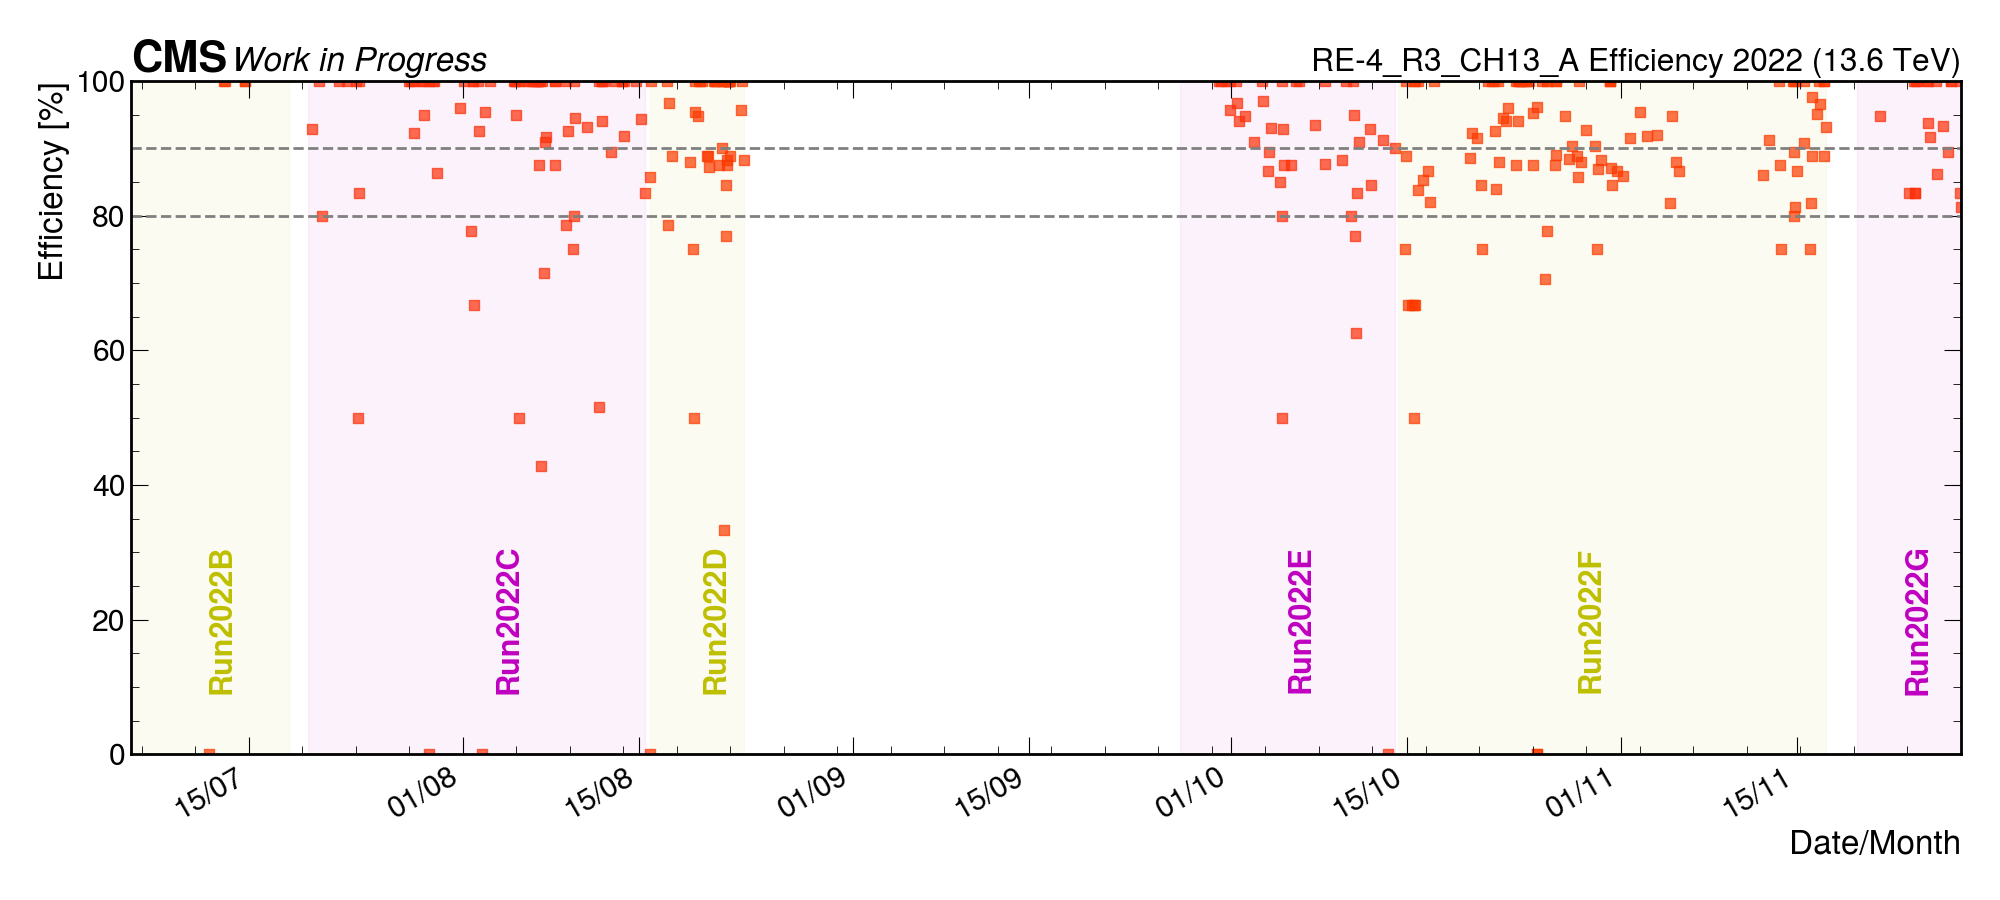 CMS Work in Progress
RE-4_R3_CH13_A Efficiency 2022 (13.6 TeV)
Efficiency [%]
100
80
60
40
20
0
Run2022B
Run2022C
Run2022D
Run2022E
Run2022F
Run2022G
15/07
01/08
15/08
01/09
15/09
01/10
15/10
01/11
15/11
Date/Month